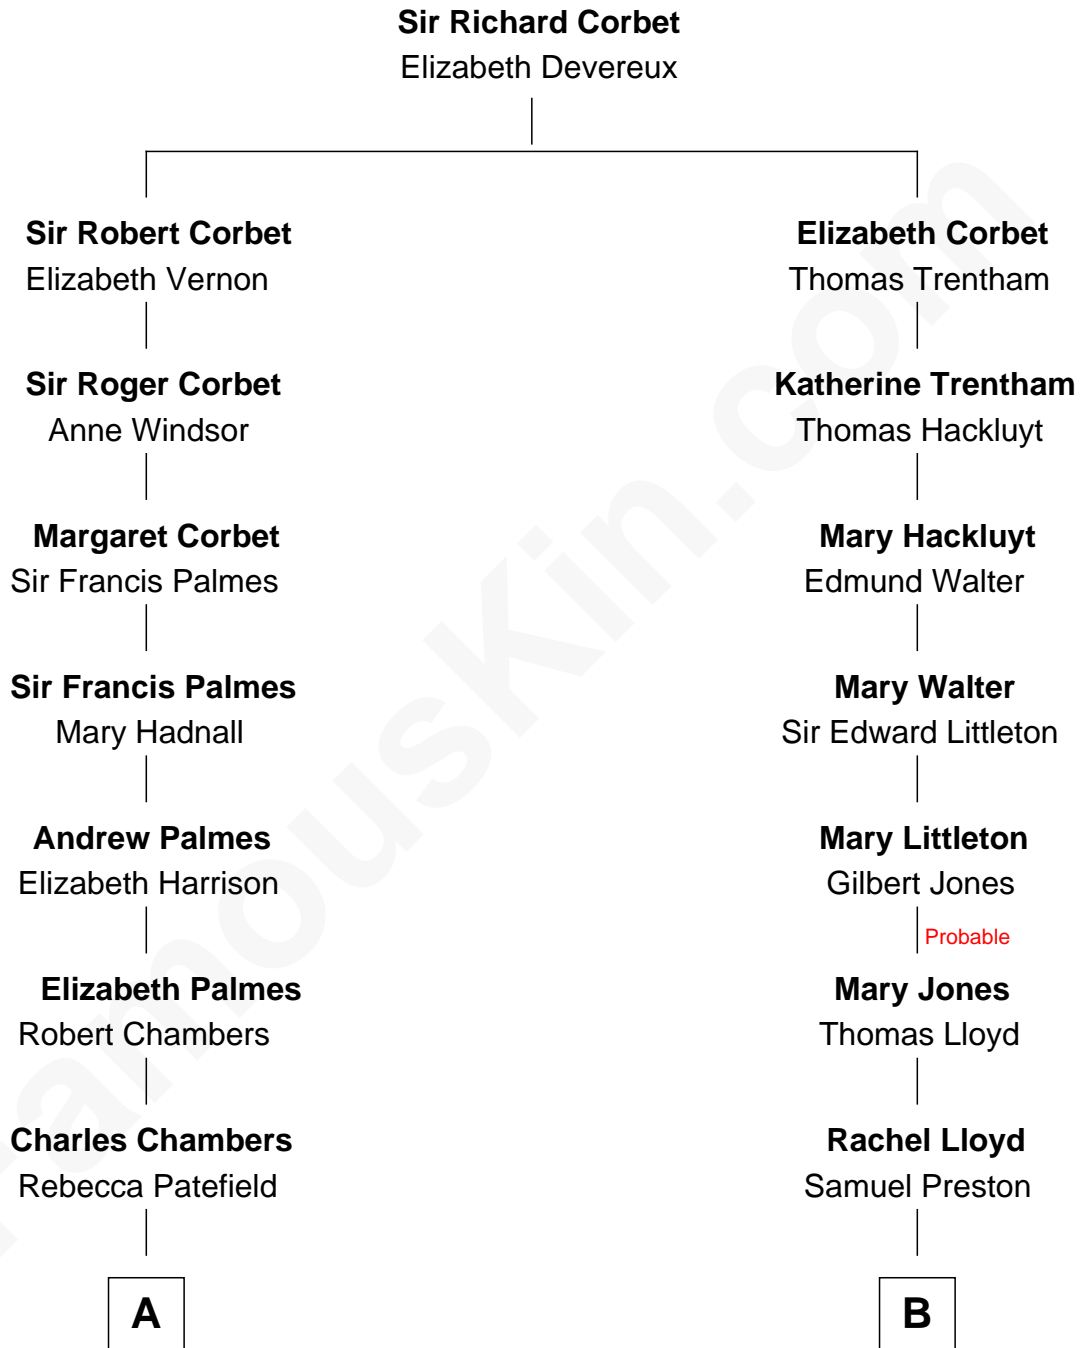 Sir Richard Corbet
Elizabeth Devereux
Sir Robert Corbet
Elizabeth Vernon
Elizabeth Corbet
Thomas Trentham
Sir Roger Corbet
Anne Windsor
Katherine Trentham
Thomas Hackluyt
Margaret Corbet
Sir Francis Palmes
Mary Hackluyt
Edmund Walter
Sir Francis Palmes
Mary Hadnall
Mary Walter
Sir Edward Littleton
Andrew Palmes
Elizabeth Harrison
Mary Littleton
Gilbert Jones
Probable
Elizabeth Palmes
Robert Chambers
Mary Jones
Thomas Lloyd
Charles Chambers
Rebecca Patefield
Rachel Lloyd
Samuel Preston
A
B
FamousKin.com